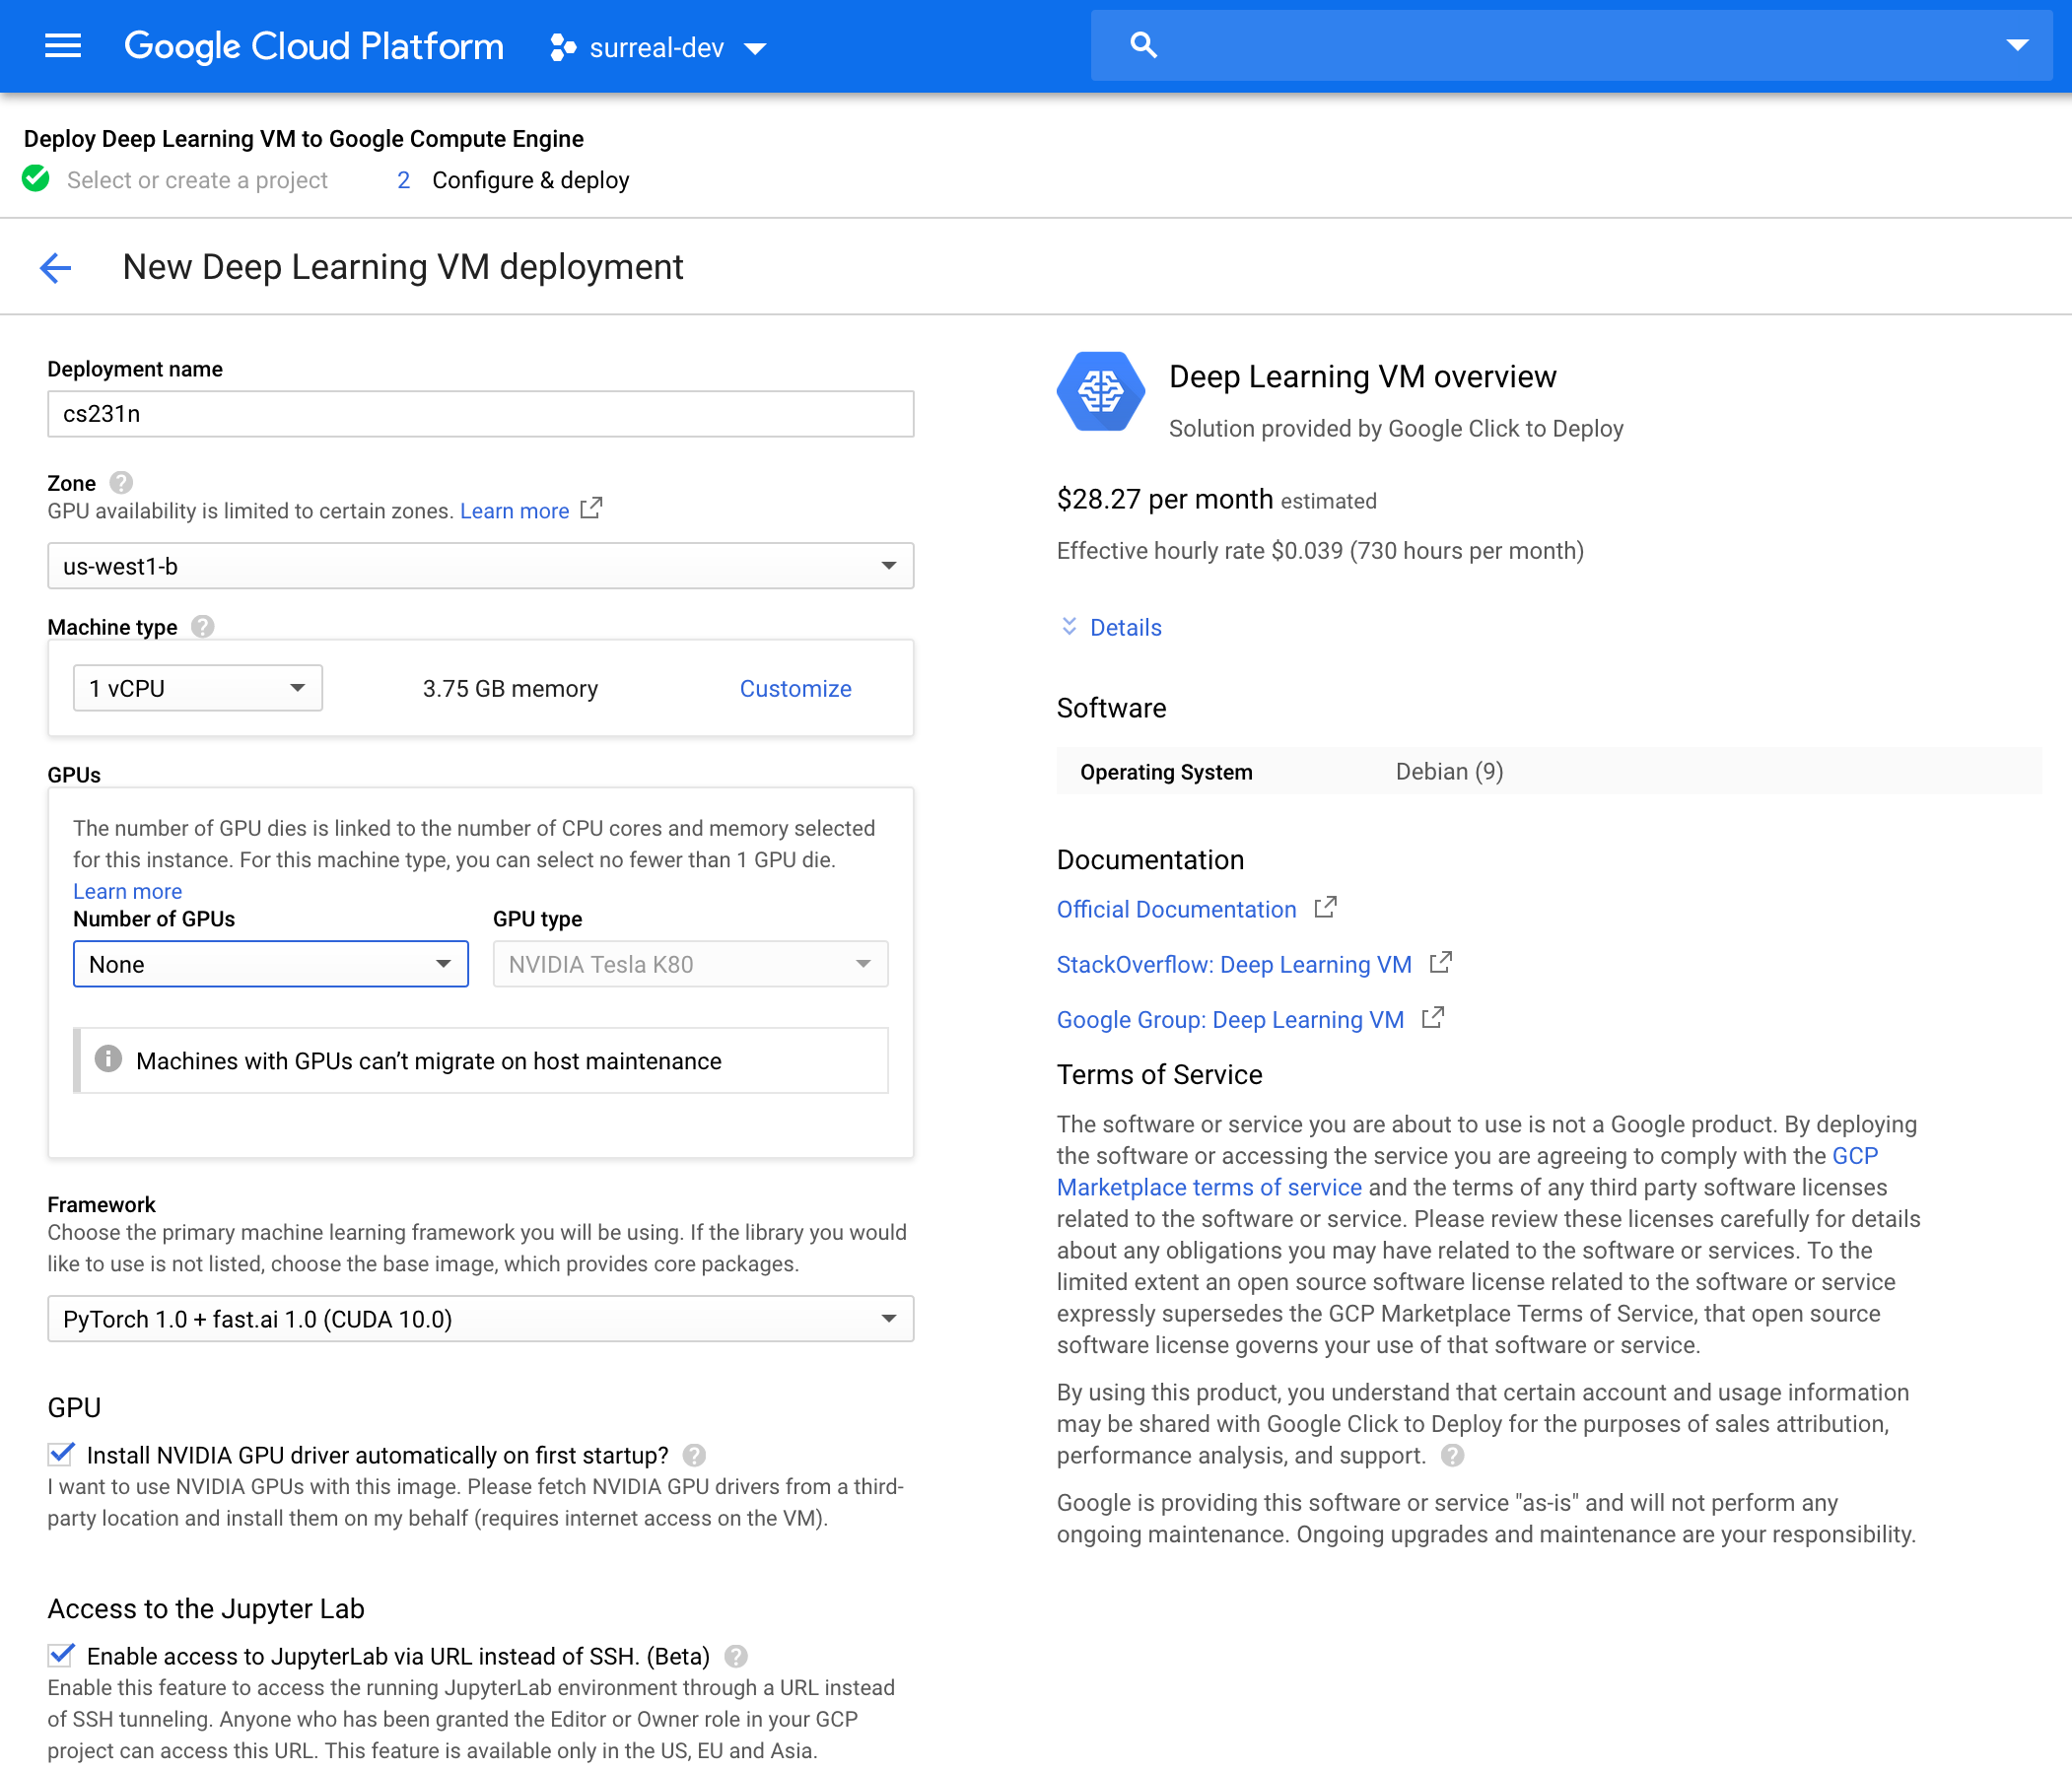 Google Cloud Platform
surreal-dev
Deploy Deep Learning VM to Google Compute Engine
Select or create a project
2 Configure & deploy
New Deep Learning VM deployment
Deployment name
cs231n
Zone ?
GPU availability is limited to certain zones. Learn more
us-west1-b
Machine type ?
1 vCPU
3.75 GB memory
Customize
GPUs
The number of GPU dies is linked to the number of CPU cores and memory selected
for this instance. For this machine type, you can select no fewer than 1 GPU die.
Learn more
Number of GPUs
GPU type
None
NVIDIA Tesla K80
Machines with GPUs can’t migrate on host maintenance
Framework
Choose the primary machine learning framework you will be using. If the library you would
like to use is not listed, choose the base image, which provides core packages.
PyTorch 1.0 + fast.ai 1.0 (CUDA 10.0)
GPU
Install NVIDIA GPU driver automatically on first startup? ?
I want to use NVIDIA GPUs with this image. Please fetch NVIDIA GPU drivers from a third-
party location and install them on my behalf (requires internet access on the VM).
Access to the Jupyter Lab
Enable access to JupyterLab via URL instead of SSH. (Beta) ?
Enable this feature to access the running JupyterLab environment through a URL instead
of SSH tunneling. Anyone who has been granted the Editor or Owner role in your GCP
project can access this URL. This feature is available only in the US, EU and Asia.
Deep Learning VM overview
Solution provided by Google Click to Deploy
$28.27 per month estimated
Effective hourly rate $0.039 (730 hours per month)
Details
Software
Operating System
Debian (9)
Documentation
Official Documentation
StackOverflow: Deep Learning VM
Google Group: Deep Learning VM
Terms of Service
The software or service you are about to use is not a Google product. By deploying
the software or accessing the service you are agreeing to comply with the GCP
Marketplace terms of service and the terms of any third party software licenses
related to the software or service. Please review these licenses carefully for details
about any obligations you may have related to the software or services. To the
limited extent an open source software license related to the software or service
expressly supersedes the GCP Marketplace Terms of Service, that open source
software license governs your use of that software or service.
By using this product, you understand that certain account and usage information
may be shared with Google Click to Deploy for the purposes of sales attribution,
performance analysis, and support. ?
Google is providing this software or service "as-is" and will not perform any
ongoing maintenance. Ongoing upgrades and maintenance are your responsibility.